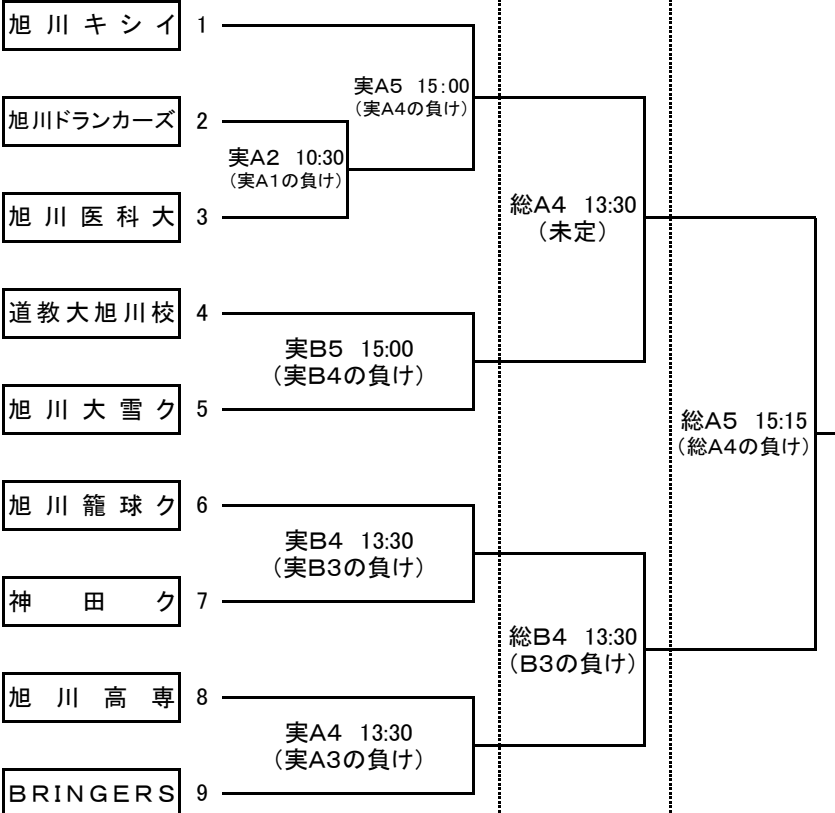 旭川キシイ 1
実A5 15:00
(実A4の負け)
旭川ドランカーズ 2
実A2 10:30
(実A1の負け)
旭川医科大 3
総A4 13:30
(未定)
道教大旭川校 4
実B5 15:00
(実B4の負け)
旭川大雪ク 5
総A5 15:15
(総A4の負け)
旭川籠球ク 6
実B4 13:30
(実B3の負け)
神田ク 7
総B4 13:30
(B3の負け)
旭川高専 8
実A4 13:30
(実A3の負け)
BRINGERS 9